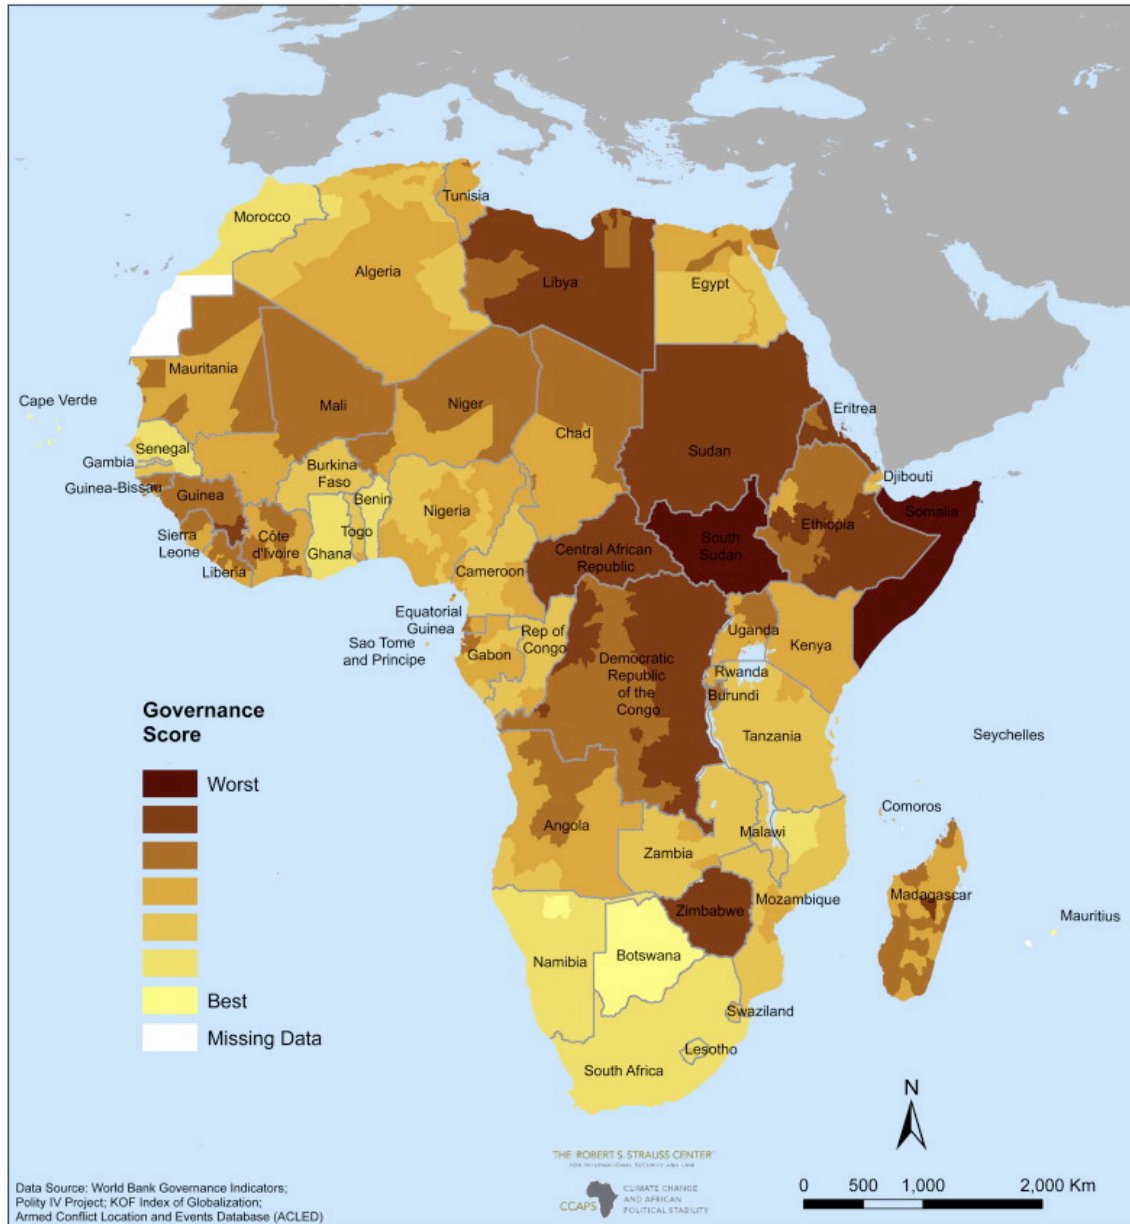 Morocco
Tunisia
Algeria
Libya
Egypt
Mauritania
Mali
Niger
Chad
Sudan
Eritrea
Cape Verde
Senegal
Gambia
Guinea-Bissau
Guinea
Burkina
Faso
Benin
Nigeria
Togo
Djibouti
Somalia
Ethiopia
Sierra
Leone
Côte
d'Ivoire
Ghana
Liberia
Central African
Republic
South
Sudan
Cameroon
Equatorial
Guinea
Sao Tome
and Principe
Rep of
Congo
Gabon
Democratic
Republic
of the
Congo
Uganda
Kenya
Rwanda
Burundi
Tanzania
Seychelles
Comoros
Angola
Malawi
Zambia
Mozambique
Zimbabwe
Madagascar
Mauritius
Namibia
Botswana
Swaziland
Lesotho
South Africa
Governance
Score
Worst
Best
Missing Data
N
THE ROBERT S. STRAUSS CENTER
FOR INTERNATIONAL SECURITY AND LAW
CCAPS
CLIMATE CHANGE
AND AFRICAN
POLITICAL STABILITY
0 500 1,000 2,000 Km
Data Source: World Bank Governance Indicators;
Polity IV Project; KOF Index of Globalization;
Armed Conflict Location and Events Database (ACLED)